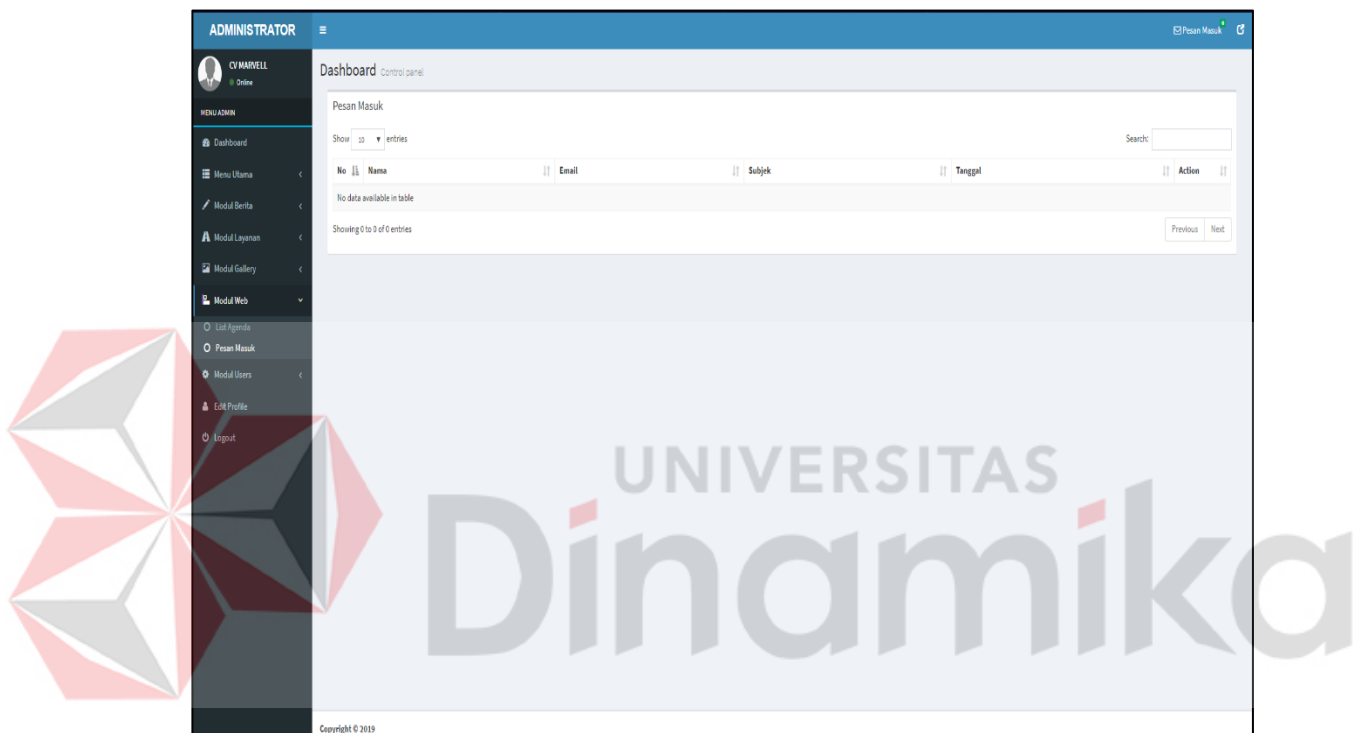 ADMINISTRATOR
Pesan Masuk
CV MARVELL
Online
Dashboard Control panel
MENU ADMIN
Pesan Masuk
Show 10 entries
Search:
Dashboard
Menu Utama
Modul Berita
Modul Layanan
Modul Gallery
Modul Web
List Agenda
Pesan Masuk
Modul Users
Edit Profile
Logout
No Nama Email Subjek Tanggal Action
No data available in table
Showing 0 to 0 of 0 entries
Previous Next
UNIVERSITAS
Dinamika
Copyright © 2019